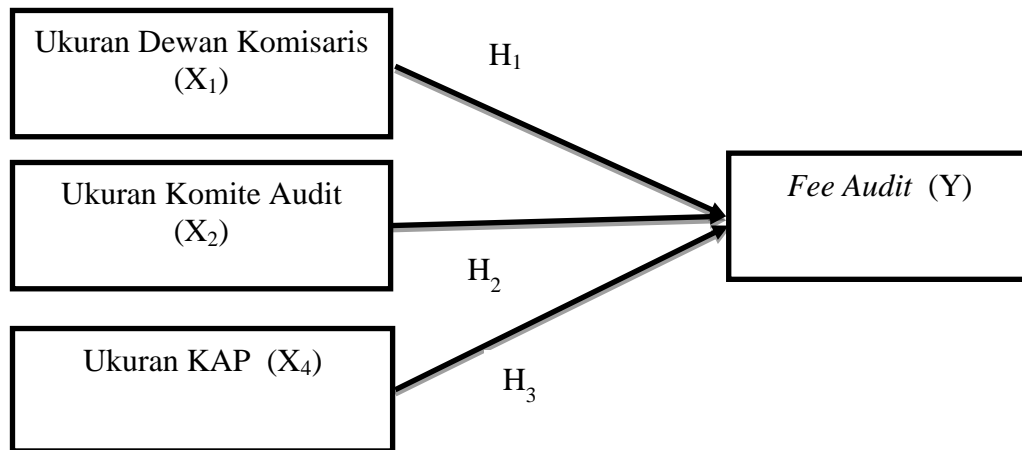 Ukuran Dewan Komisaris
(X₁)
H₁
Ukuran Komite Audit
(X₂)
Fee Audit (Y)
H₂
Ukuran KAP (X₄)
H₃